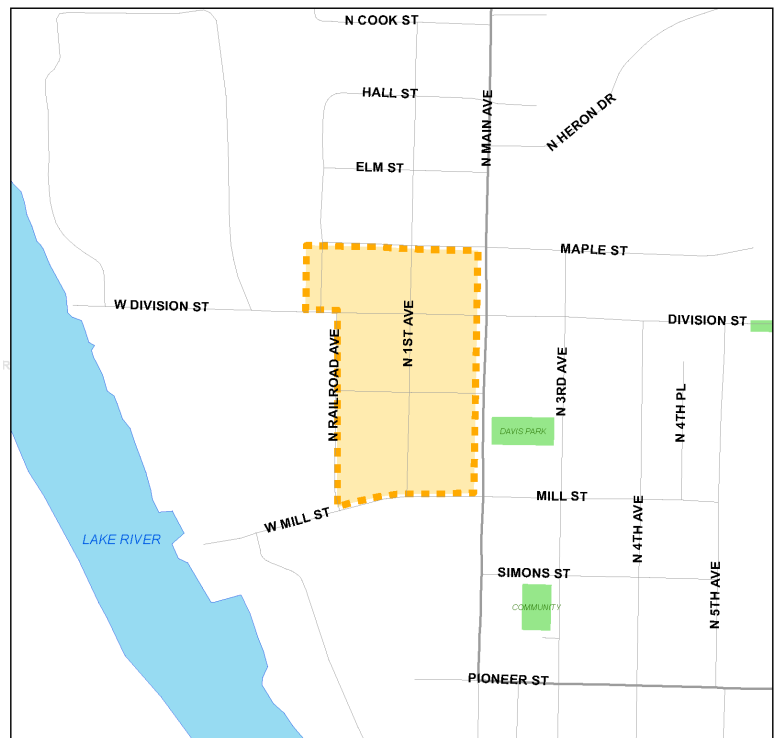 N COOK ST
HALL ST
N MAIN AVE
N HERON DR
ELM ST
MAPLE ST
W DIVISION ST
N 1ST AVE
DIVISION ST
N RAILROAD AVE
N 3RD AVE
N 4TH PL
R
DAVIS PARK
MILL ST
W MILL ST
N 4TH AVE
LAKE RIVER
SIMONS ST
N 5TH AVE
COMMUNITY
PIONEER ST